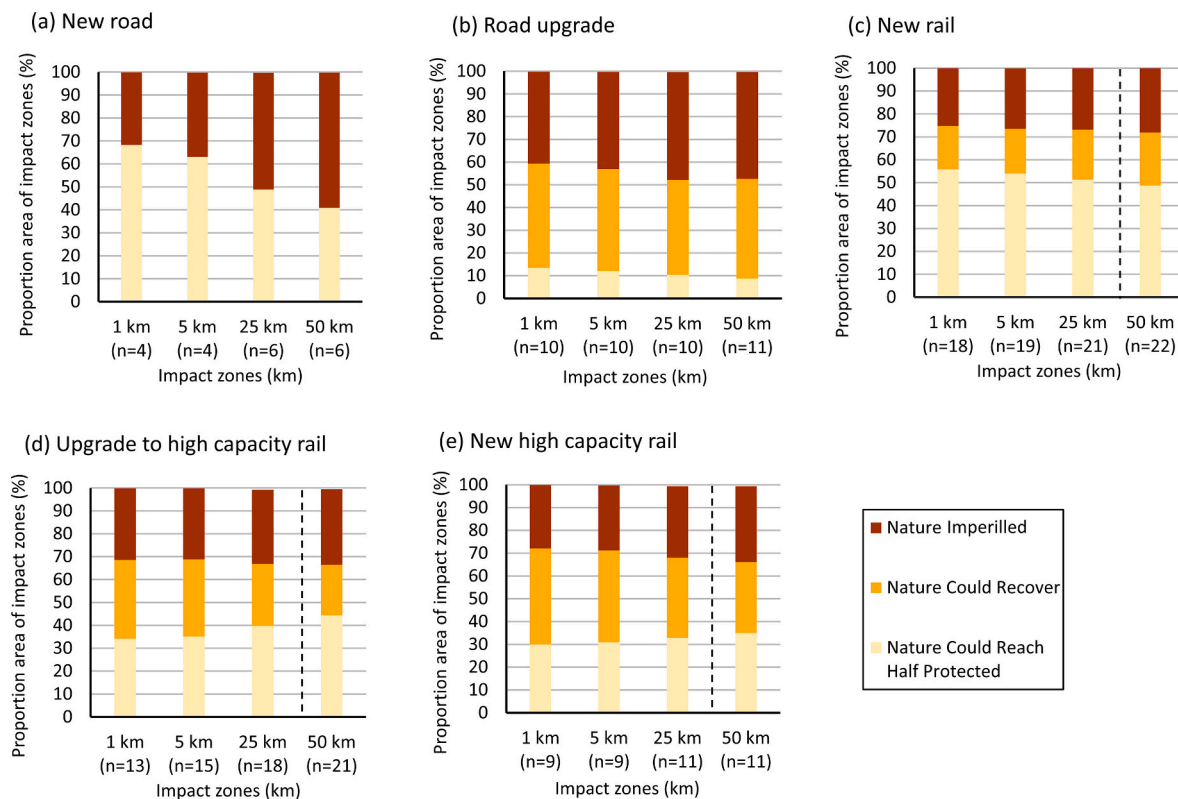 (a) New road
Proportion area of impact zones (%)
100
90
80
70
60
50
40
30
20
10
0
1 km 5 km 25 km 50 km
(n=4) (n=4) (n=6) (n=6)
Impact zones (km)
(b) Road upgrade
Proportion area of impact zones (%)
100
90
80
70
60
50
40
30
20
10
0
1 km 5 km 25 km 50 km
(n=10) (n=10) (n=10) (n=11)
Impact zones (km)
(c) New rail
Proportion area of impact zones (%)
100
90
80
70
60
50
40
30
20
10
0
1 km 5 km 25 km 50 km
(n=18) (n=19) (n=21) (n=22)
Impact zones (km)
(d) Upgrade to high capacity rail
Proportion area of impact zones (%)
100
90
80
70
60
50
40
30
20
10
0
1 km 5 km 25 km 50 km
(n=13) (n=15) (n=18) (n=21)
Impact zones (km)
(e) New high capacity rail
Proportion area of impact zones (%)
100
90
80
70
60
50
40
30
20
10
0
1 km 5 km 25 km 50 km
(n=9) (n=9) (n=11) (n=11)
Impact zones (km)
Nature Imperilled
Nature Could Recover
Nature Could Reach
Half Protected